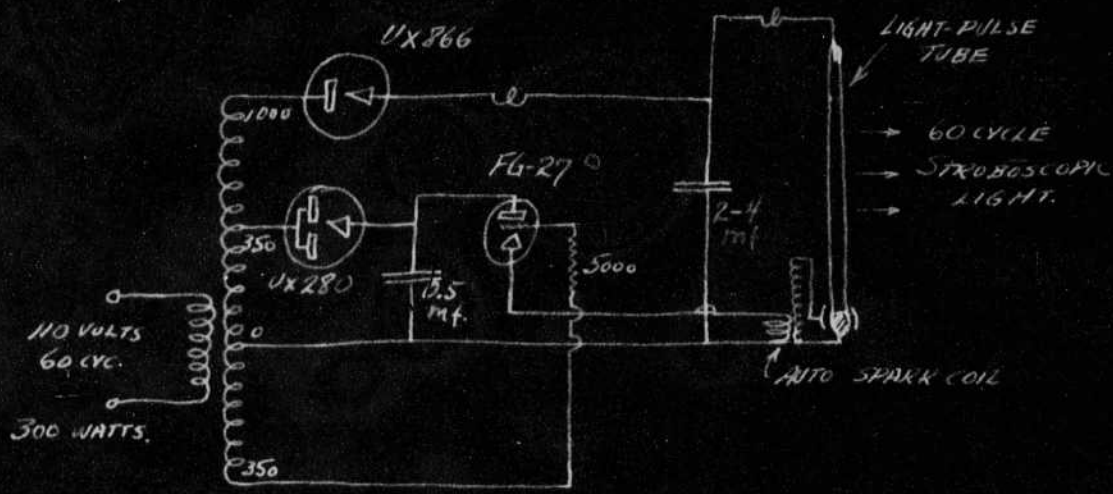 UX866
LIGHT-PULSE
TUBE
1000
60 CYCLE
STROBOSCOPIC
LIGHT.
FG-27
2-4
mf.
350
UX280
.5
mf.
5000
110 VOLTS
60 CYC.
0
300 WATTS.
AUTO SPARK COIL
350